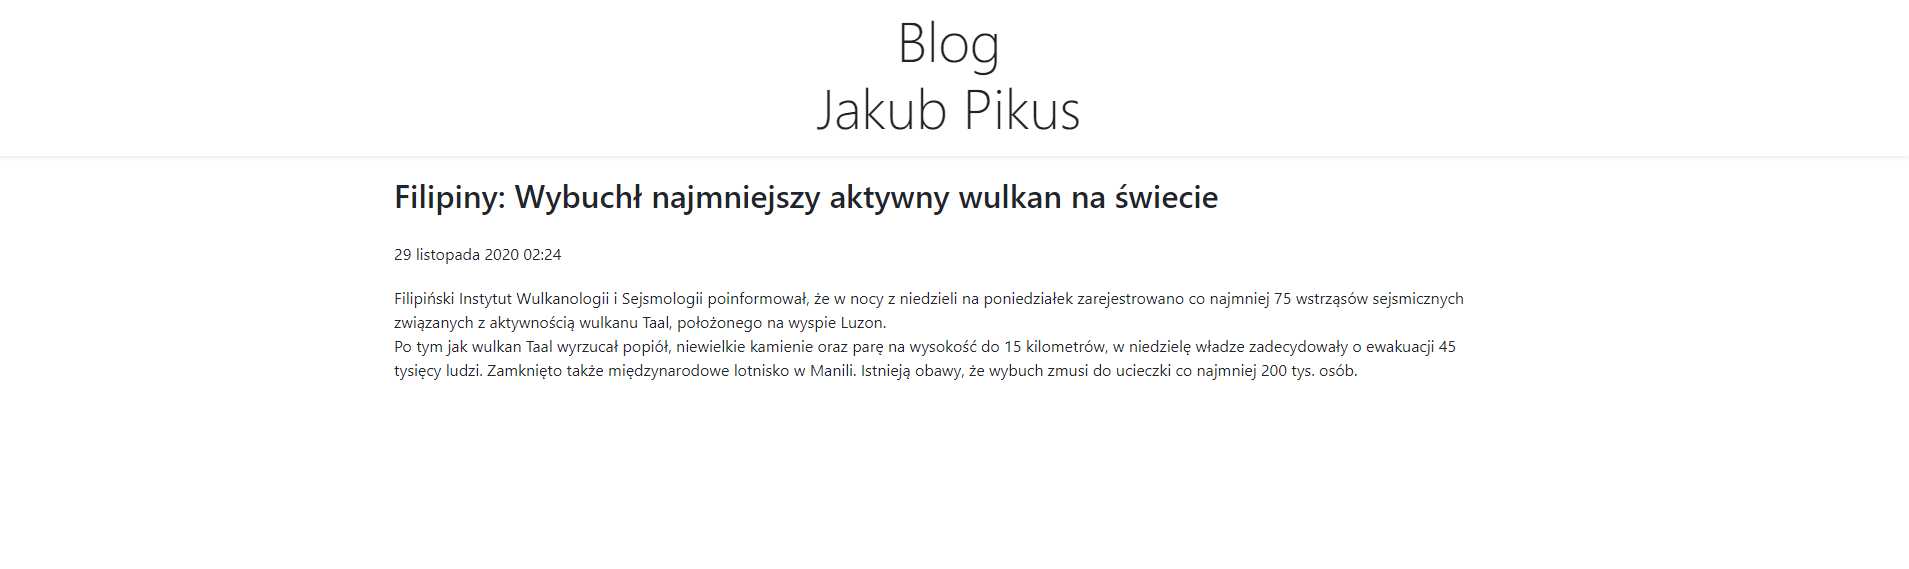 Blog
Jakub Pikus
Filipiny: Wybuchł najmniejszy aktywny wulkan na świecie
29 listopada 2020 02:24
Filipiński Instytut Wulkanologii i Sejsmologii poinformował, że w nocy z niedzieli na poniedziałek zarejestrowano co najmniej 75 wstrząsów sejsmicznych
związanych z aktywnością wulkanu Taal, położonego na wyspie Luzon.
Po tym jak wulkan Taal wyrzucał popiół, niewielkie kamienie oraz parę na wysokość do 15 kilometrów, w niedzielę władze zadecydowały o ewakuacji 45
tysięcy ludzi. Zamknięto także międzynarodowe lotnisko w Manili. Istnieją obawy, że wybuch zmusi do ucieczki co najmniej 200 tys. osób.